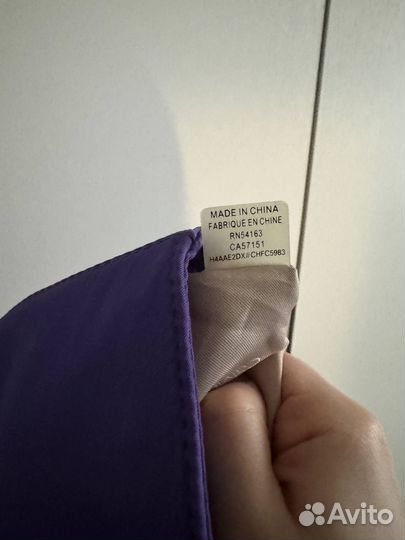 MADE IN CHINA
FABRIQUE EN CHINE
RN54163
CA57151
H4AAE2DX//CHFC5983
Avito